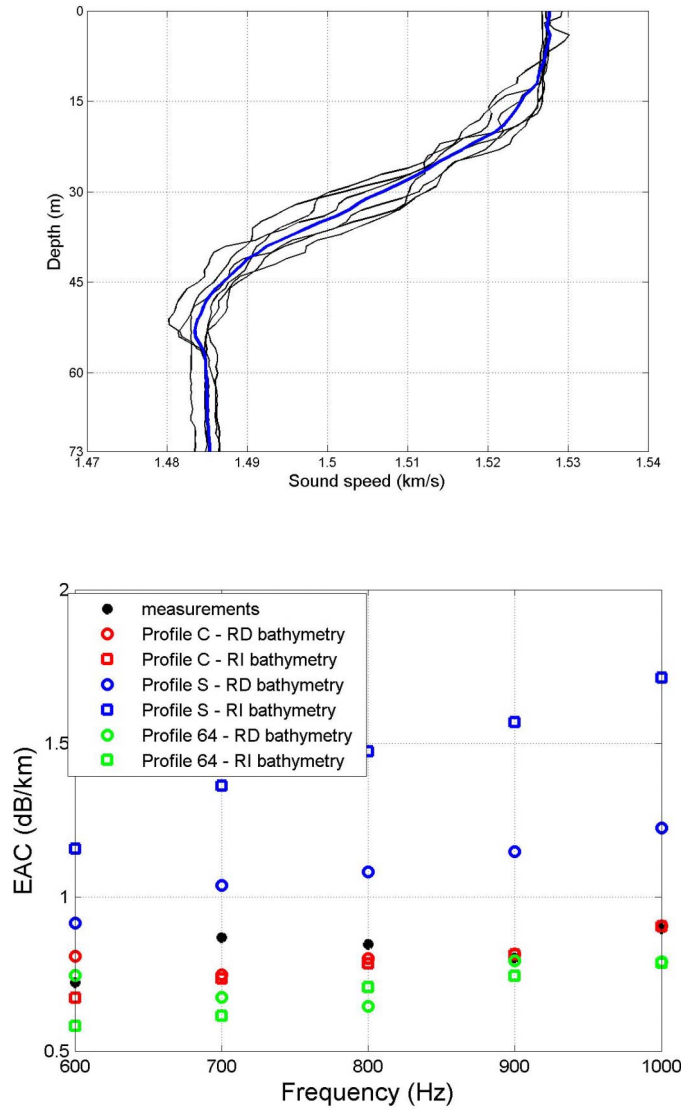 0
15
30
45
60
73
Depth (m)
1.47 1.48 1.49 1.5 1.51 1.52 1.53 1.54
Sound speed (km/s)
2
1.5
1
0.5
EAC (dB/km)
measurements
Profile C - RD bathymetry
Profile C - RI bathymetry
Profile S - RD bathymetry
Profile S - RI bathymetry
Profile 64 - RD bathymetry
Profile 64 - RI bathymetry
600 700 800 900 1000
Frequency (Hz)